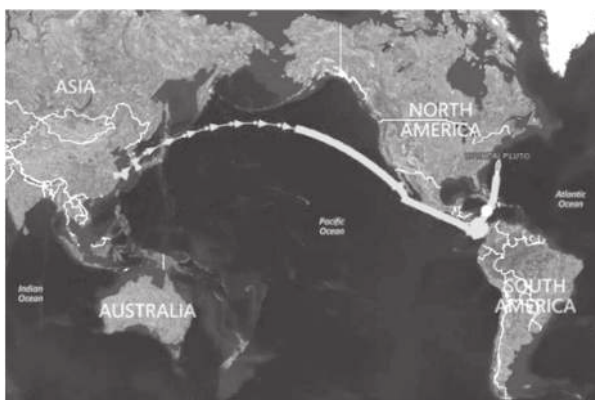 ASIA
NORTH
AMERICA
Pacific
Ocean
Atlantic
Ocean
Indian
Ocean
AUSTRALIA
SOUTH
AMERICA